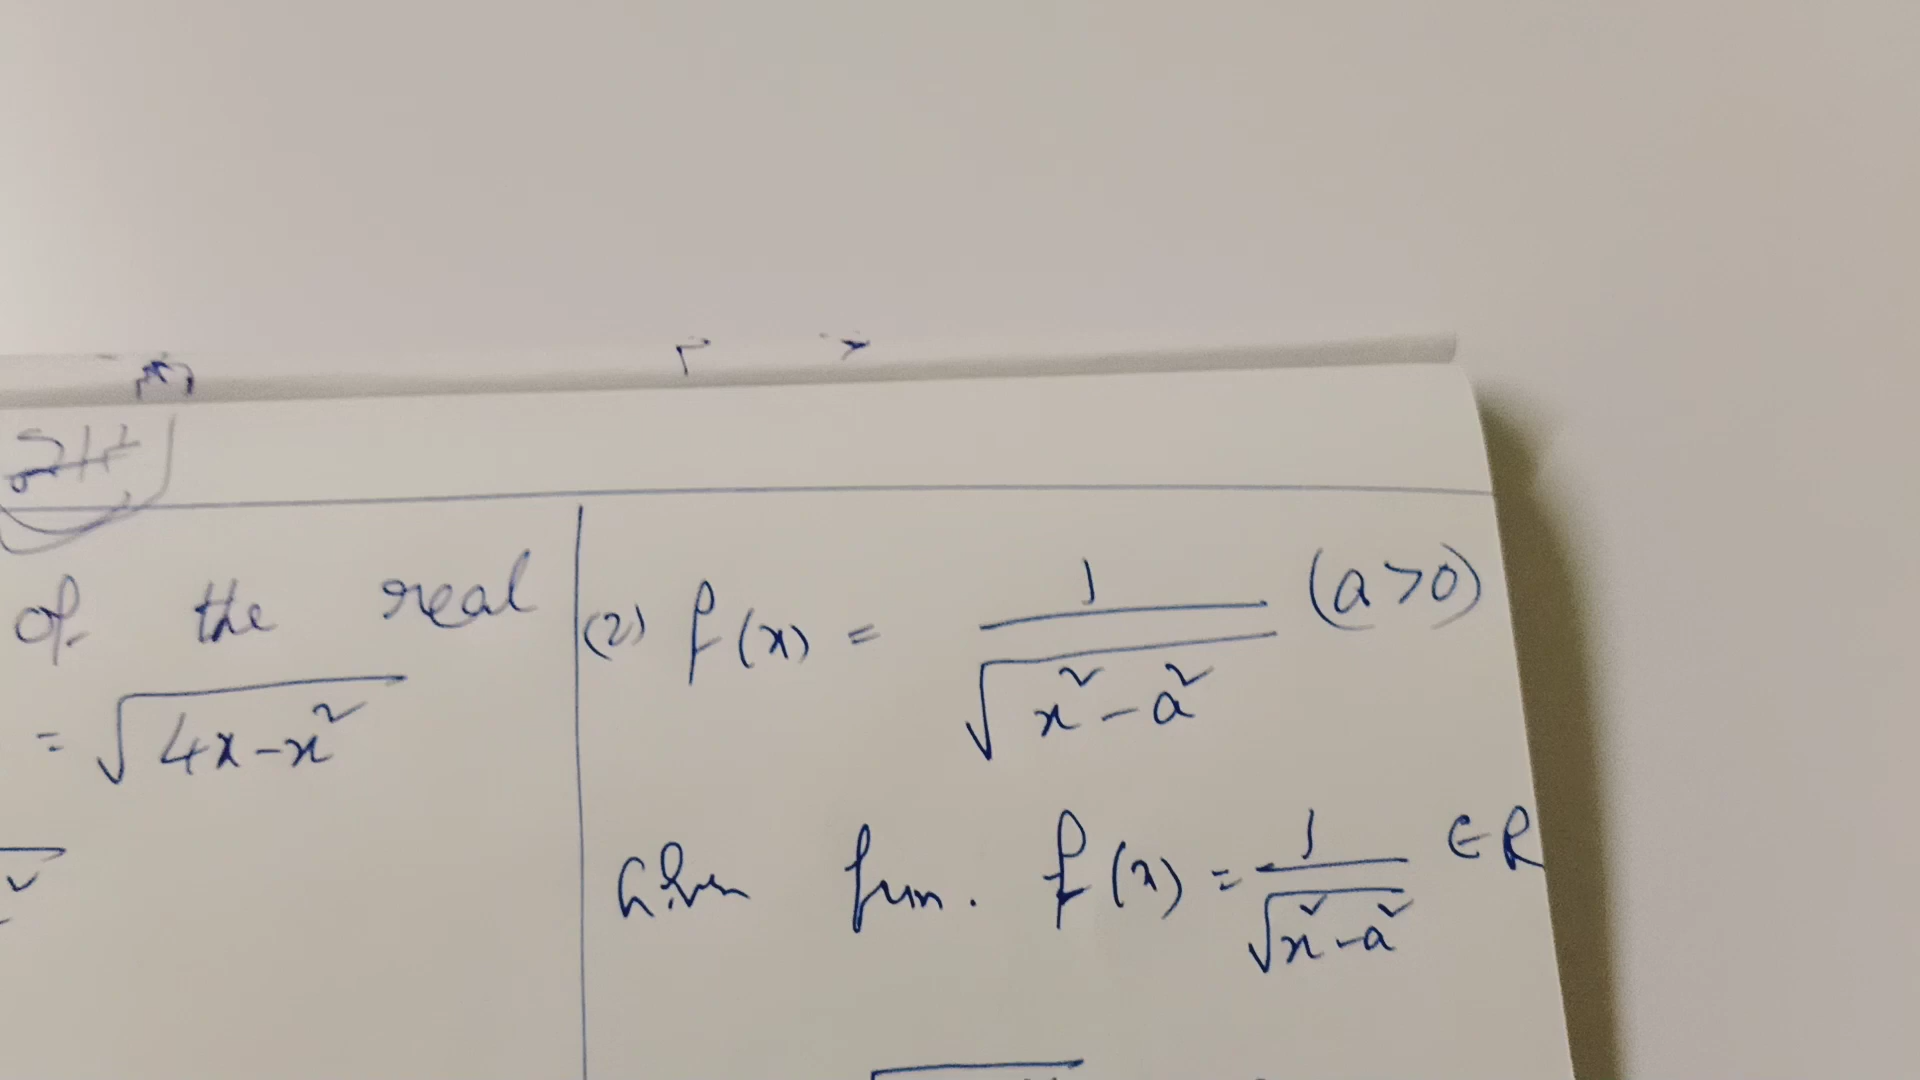 of the real
= √(4x-x²)
(2) f(x) = 1/√(x²-a²) (a>0)
Given fun. f(x) = 1/√(x²-a²) ∈ R